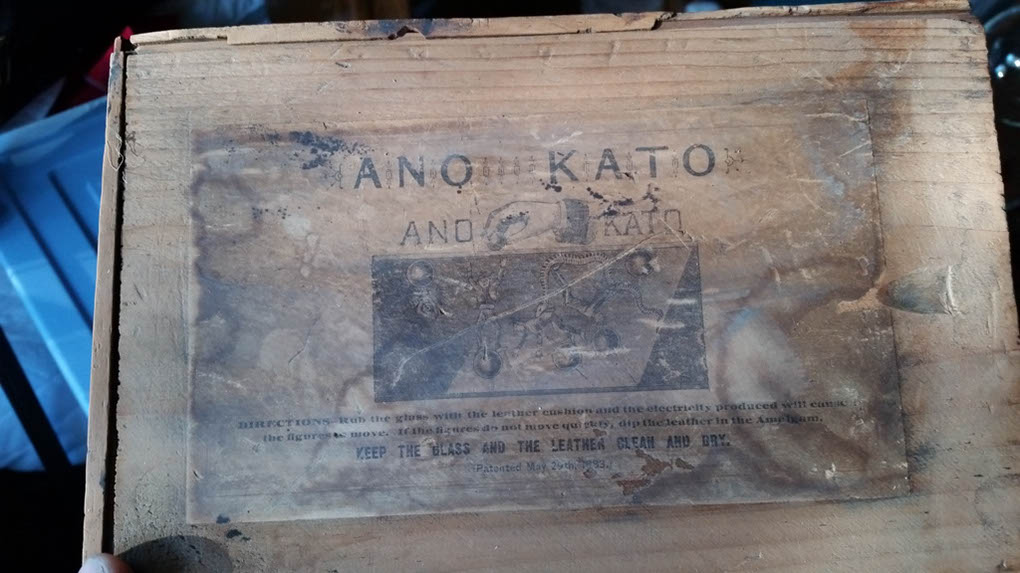 ANO KATO
ANO KATO
DIRECTIONS—Rub the glass with the leather cushion and the electricity produced will cause
the figures to move. If the figures do not move quickly, dip the leather in the Amalgam.
KEEP THE GLASS AND THE LEATHER CLEAN AND DRY.
(Patented May 29th, 1883.)